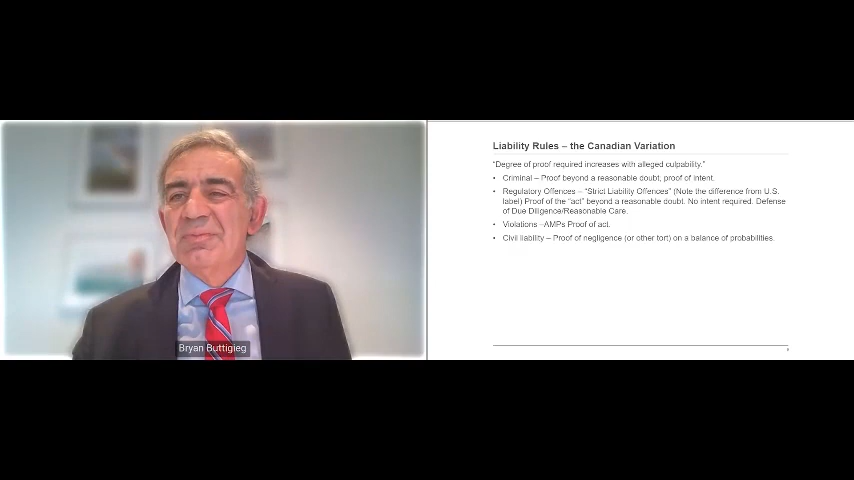 Liability Rules – the Canadian Variation
"Degree of proof required increases with alleged culpability."
• Criminal – Proof beyond a reasonable doubt; proof of intent.
• Regulatory Offences – "Strict Liability Offences" (Note the difference from U.S.
label) Proof of the "act" beyond a reasonable doubt. No intent required. Defense
of Due Diligence/Reasonable Care.
• Violations –AMPs Proof of act.
• Civil liability – Proof of negligence (or other tort) on a balance of probabilities.
Bryan Buttigieg